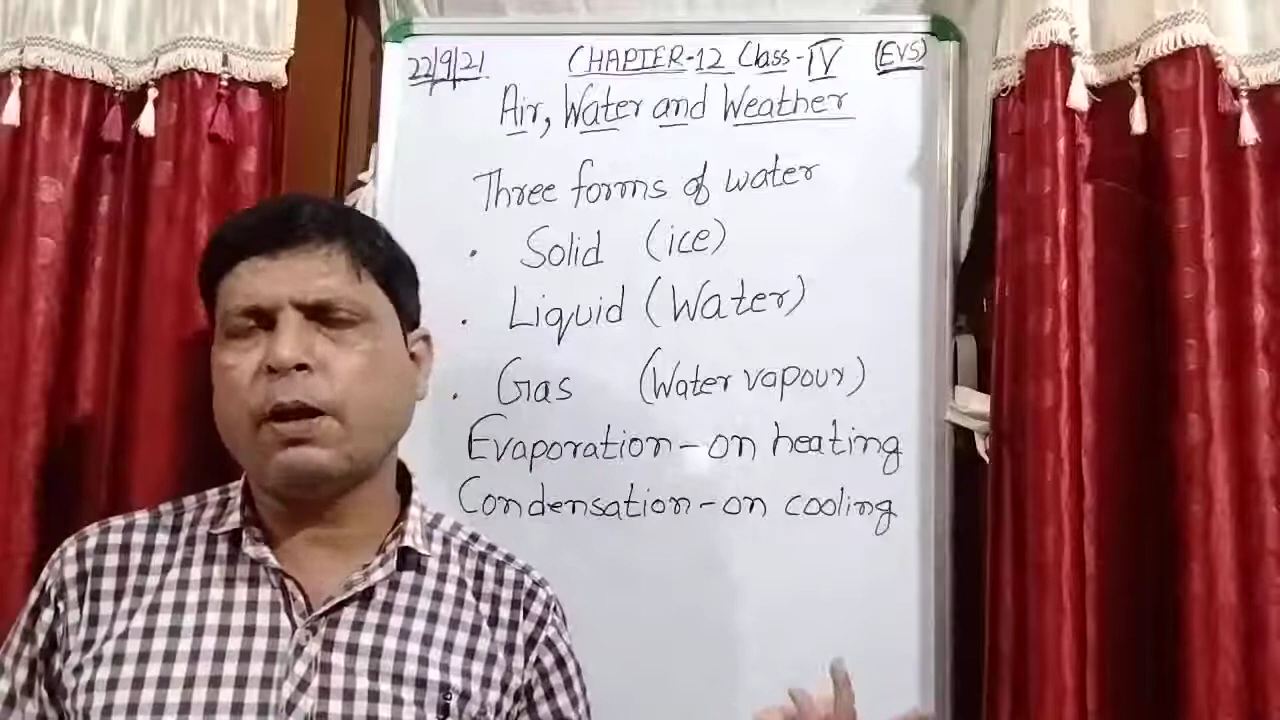 22/9/21 CHAPTER-12 Class-IV (EVS)
Air, Water and Weather
Three forms of water
• Solid (ice)
• Liquid (Water)
• Gas (Water vapour)
Evaporation-on heating
Condensation-on cooling